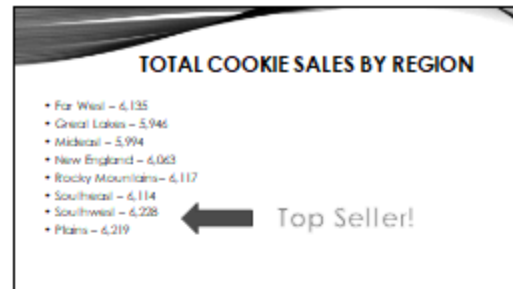 TOTAL COOKIE SALES BY REGION
• Far West – 6,135
• Great Lakes – 5,946
• Mideast – 5,994
• New England – 6,063
• Rocky Mountains– 6,117
• Southeast – 6,114
• Southwest – 6,228
Top Seller!
• Plains – 6,219